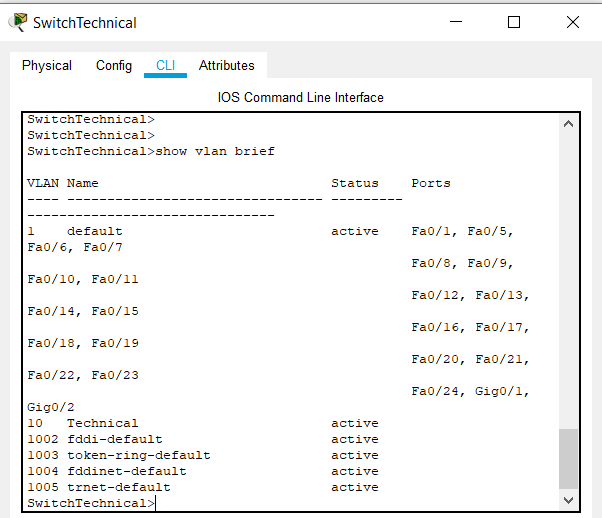 SwitchTechnical
Physical Config CLI Attributes
IOS Command Line Interface
SwitchTechnical>
SwitchTechnical>
SwitchTechnical>show vlan brief
VLAN Name                             Status    Ports
---- -------------------------------- ---------
-------------------------------
1    default                          active    Fa0/1, Fa0/5,
Fa0/6, Fa0/7
                                                Fa0/8, Fa0/9,
Fa0/10, Fa0/11
                                                Fa0/12, Fa0/13,
Fa0/14, Fa0/15
                                                Fa0/16, Fa0/17,
Fa0/18, Fa0/19
                                                Fa0/20, Fa0/21,
Fa0/22, Fa0/23
                                                Fa0/24, Gig0/1,
Gig0/2
10   Technical                        active
1002 fddi-default                     active
1003 token-ring-default               active
1004 fddinet-default                  active
1005 trnet-default                    active
SwitchTechnical>